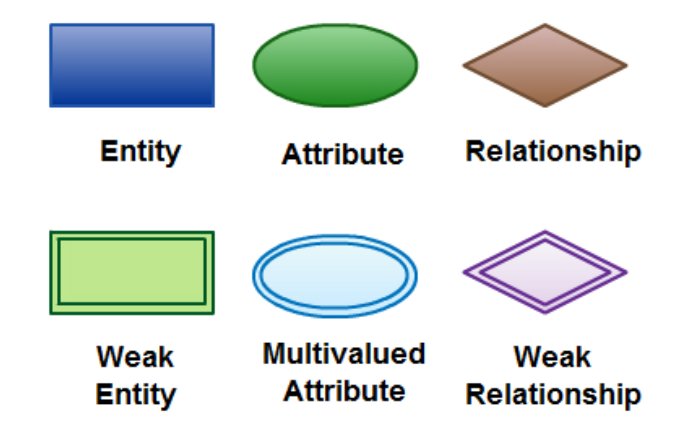 Entity
Attribute
Relationship
Weak
Entity
Multivalued
Attribute
Weak
Relationship